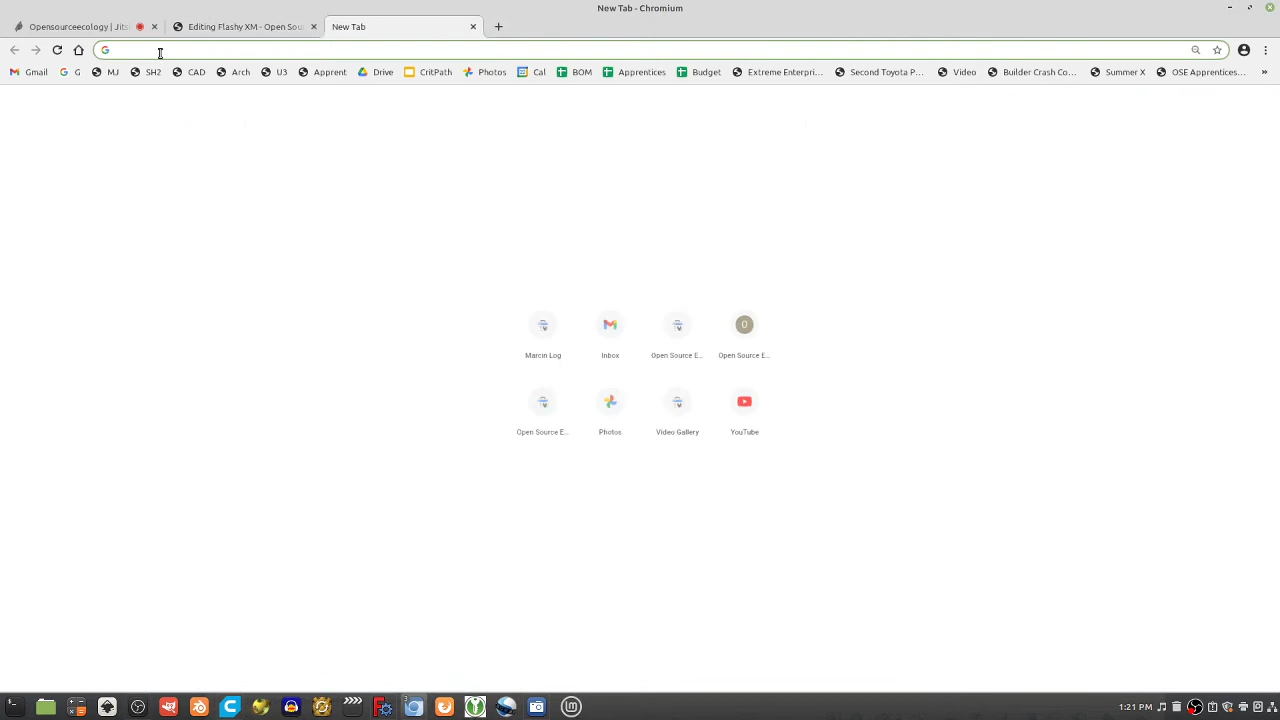 New Tab - Chromium
Opensourceecology | Jits
Editing Flashy XM - Open Sou
New Tab
Gmail
G
MJ
SH2
CAD
Arch
U3
Apprent
Drive
CritPath
Photos
Cal
BOM
Apprentices
Budget
Extreme Enterpri...
Second Toyota P...
Video
Builder Crash Co...
Summer X
OSE Apprentices...
»
Marcin Log
Inbox
Open Source E...
Open Source E...
Open Source E...
Photos
Video Gallery
YouTube
1:21 PM